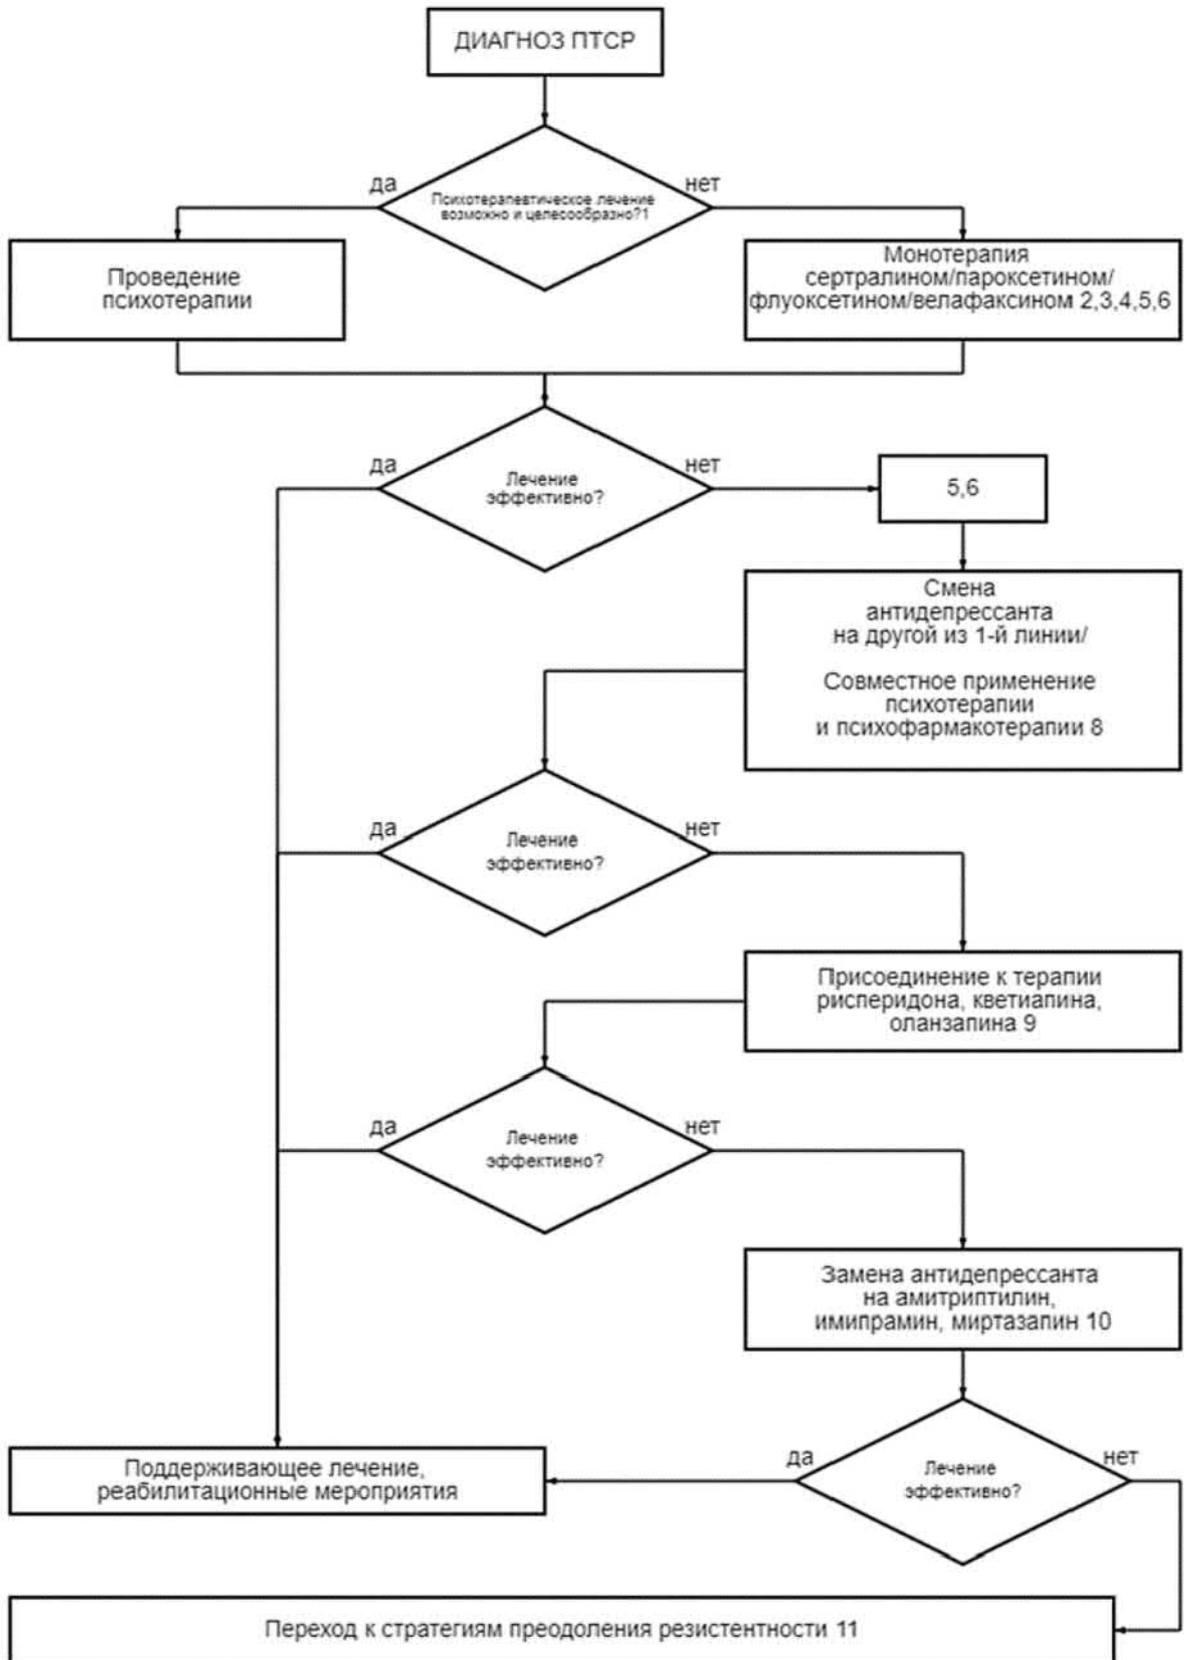 ДИАГНОЗ ПТСР
Психотерапевтическое лечение
возможно и целесообразно?1
да
нет
Проведение
психотерапии
Монотерапия
сертралином/пароксетином/
флуоксетином/велафаксином 2,3,4,5,6
да
Лечение
эффективно?
нет
5,6
Смена
антидепрессанта
на другой из 1-й линии/
Совместное применение
психотерапии
и психофармакотерапии 8
да
Лечение
эффективно?
нет
Присоединение к терапии
рисперидона, кветиапина,
оланзапина 9
да
Лечение
эффективно?
нет
Замена антидепрессанта
на амитриптилин,
имипрамин, миртазапин 10
да
Лечение
эффективно?
нет
Поддерживающее лечение,
реабилитационные мероприятия
Переход к стратегиям преодоления резистентности 11